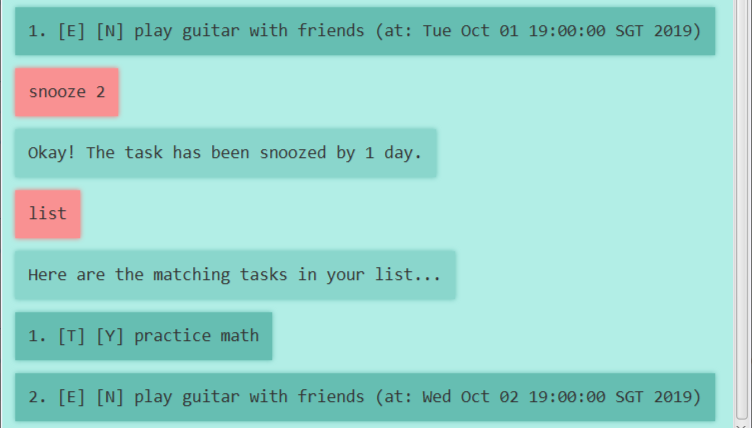 1. [E] [N] play guitar with friends (at: Tue Oct 01 19:00:00 SGT 2019)
snooze 2
Okay! The task has been snoozed by 1 day.
list
Here are the matching tasks in your list...
1. [T] [Y] practice math
2. [E] [N] play guitar with friends (at: Wed Oct 02 19:00:00 SGT 2019)